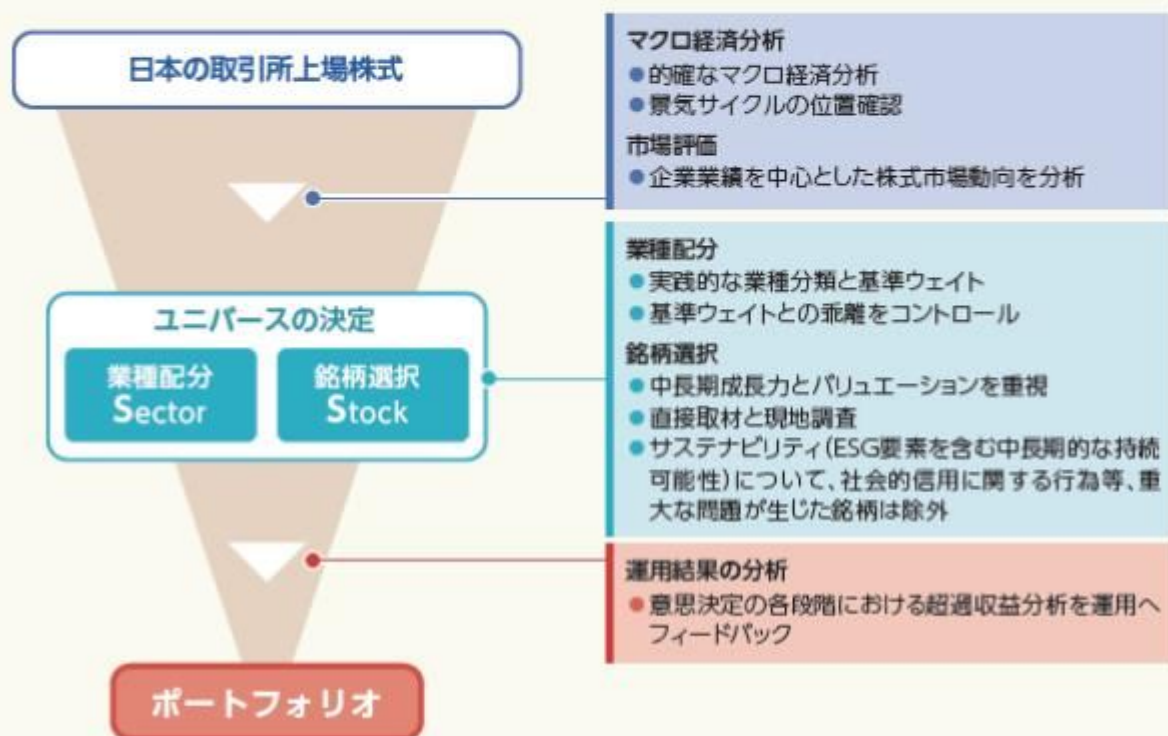 日本の取引所上場株式
マクロ経済分析
●的確なマクロ経済分析
●景気サイクルの位置確認
市場評価
●企業業績を中心とした株式市場動向を分析
ユニバースの決定
業種配分
Sector
銘柄選択
Stock
業種配分
●実践的な業種分類と基準ウェイト
●基準ウェイトとの乖離をコントロール
銘柄選択
●中長期成長力とバリュエーションを重視
●直接取材と現地調査
●サステナビリティ(ESG要素を含む中長期的な持続
可能性)について、社会的信用に関する行為等、重
大な問題が生じた銘柄は除外
運用結果の分析
●意思決定の各段階における超過収益分析を運用へ
フィードバック
ポートフォリオ